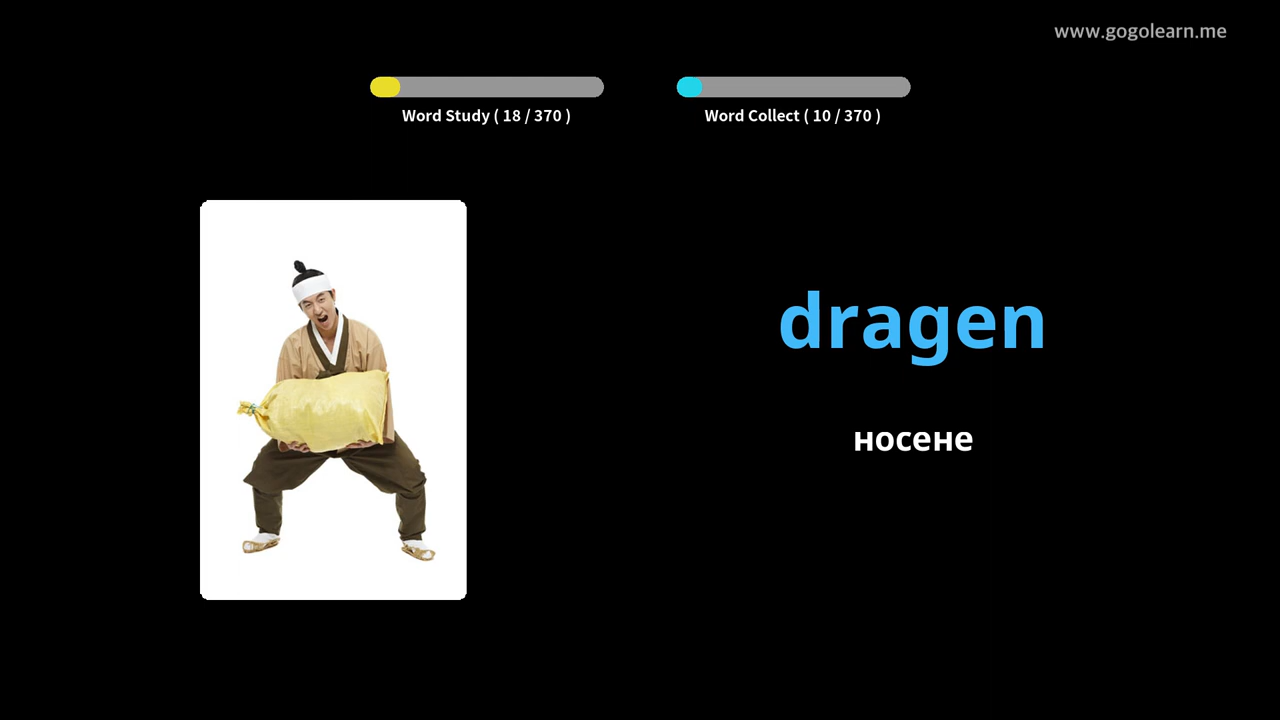 www.gogolearn.me
Word Study ( 18 / 370 )
Word Collect ( 10 / 370 )
dragen
носене